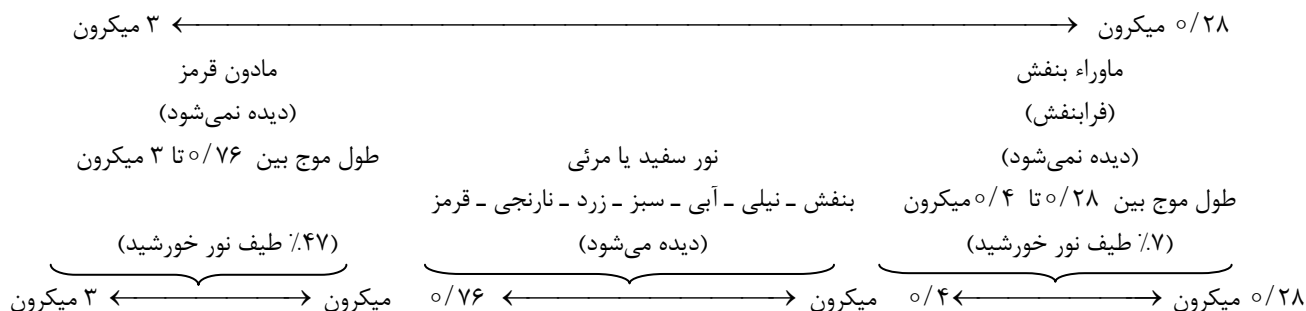 ۰/۲۸ میکرون ۳ میکرون
ماوراء بنفش مادون قرمز
(فرابنفش) (دیده نمی‌شود)
(دیده نمی‌شود) نور سفید یا مرئی طول موج بین ۰/۷۶ تا ۳ میکرون
طول موج بین ۰/۲۸ تا ۰/۴ میکرون بنفش ـ نیلی ـ آبی ـ سبز ـ زرد ـ نارنجی ـ قرمز
(۷٪ طیف نور خورشید) (دیده می‌شود) (۴۷٪ طیف نور خورشید)
۰/۲۸ میکرون ۰/۴ میکرون ۰/۷۶ میکرون ۳ میکرون